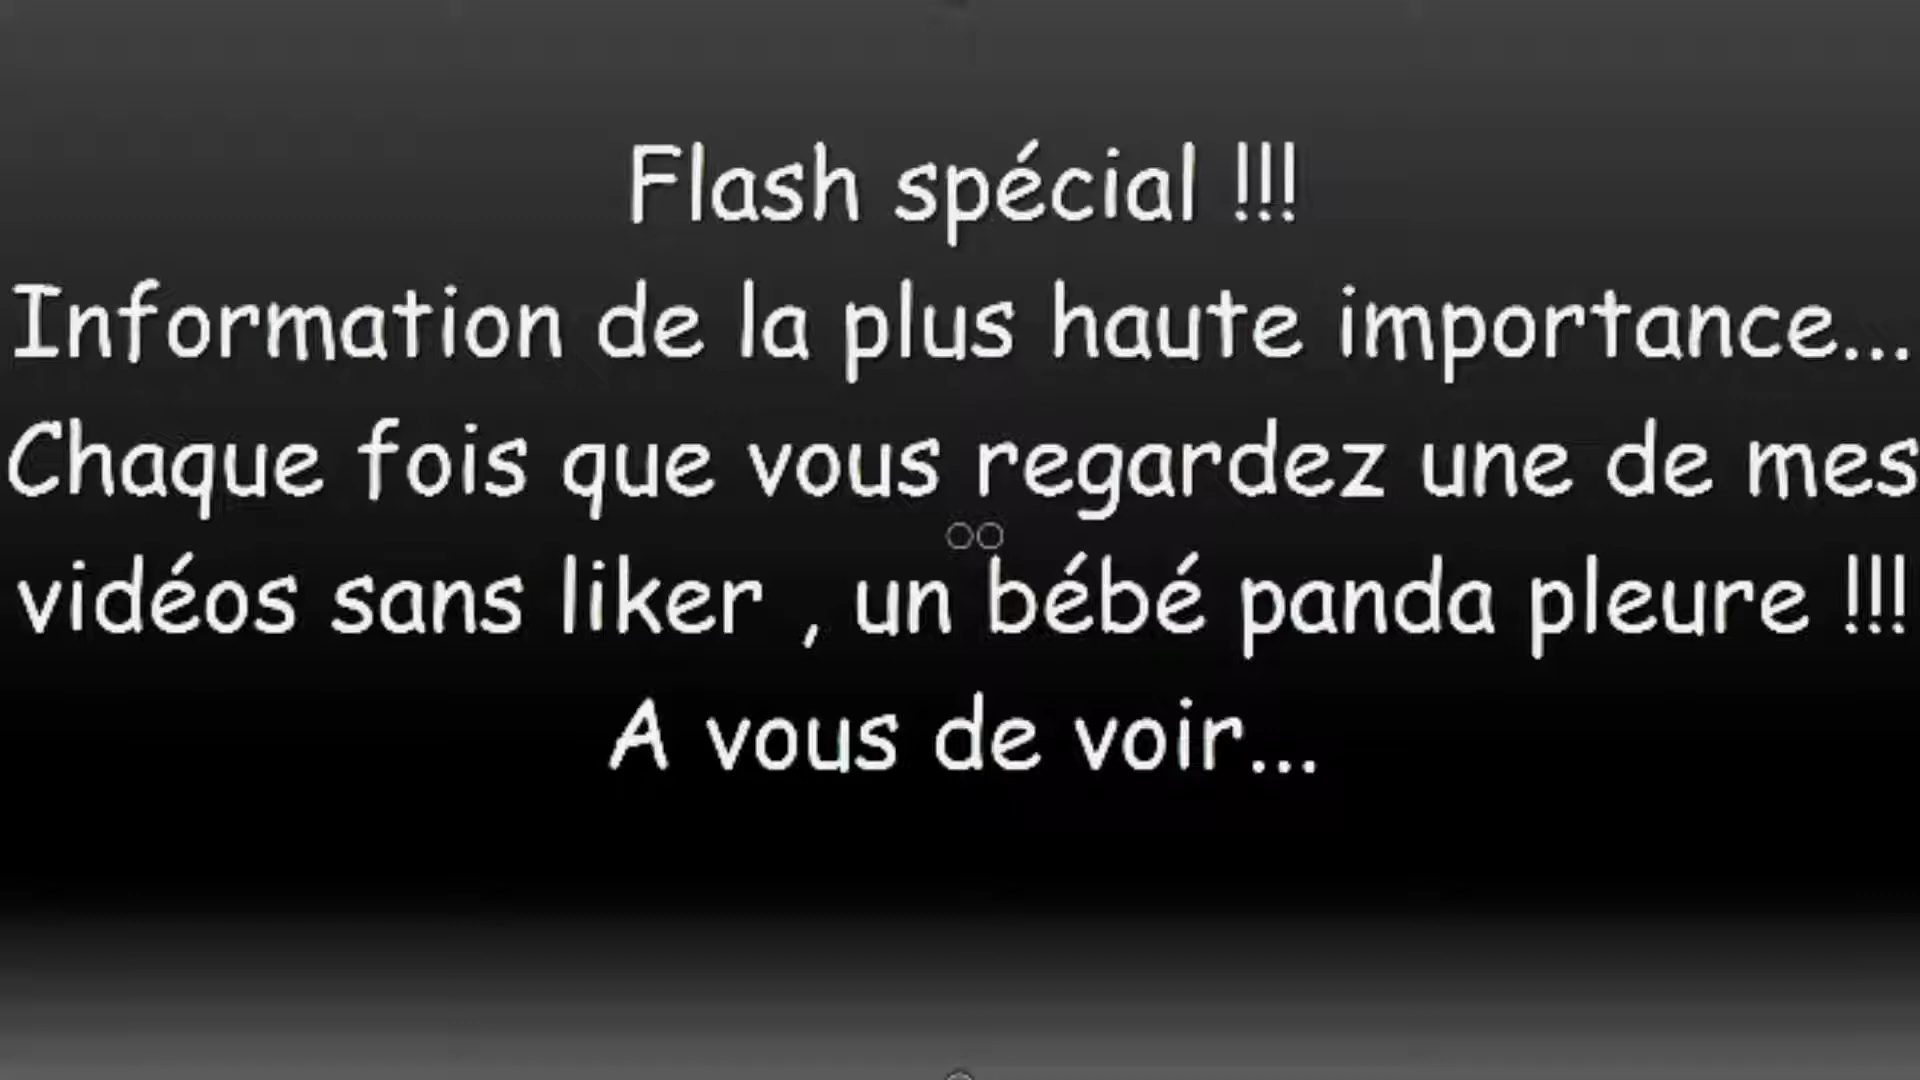 Flash spécial !!!
Information de la plus haute importance...
Chaque fois que vous regardez une de mes
vidéos sans liker , un bébé panda pleure !!!
A vous de voir...